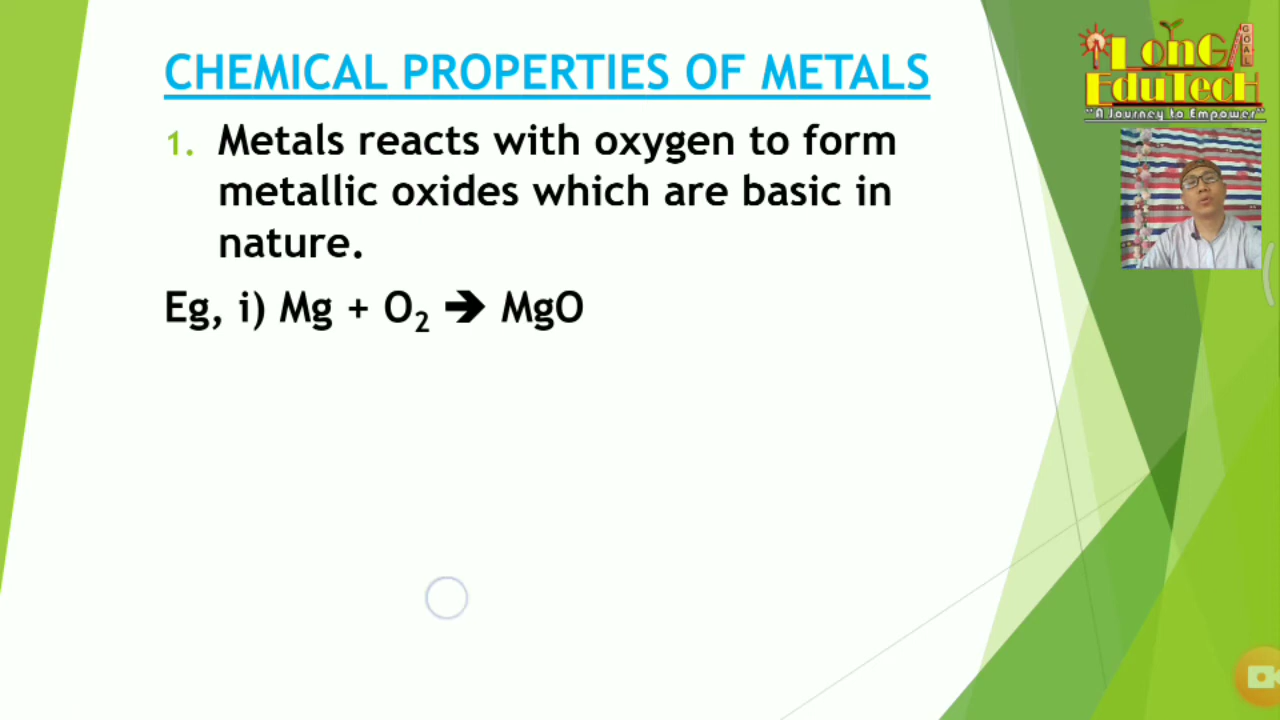 CHEMICAL PROPERTIES OF METALS
1. Metals reacts with oxygen to form
metallic oxides which are basic in
nature.
Eg, i) Mg + O₂ ➔ MgO
LonG
GOAL
EduTecH
"A Journey to Empower"